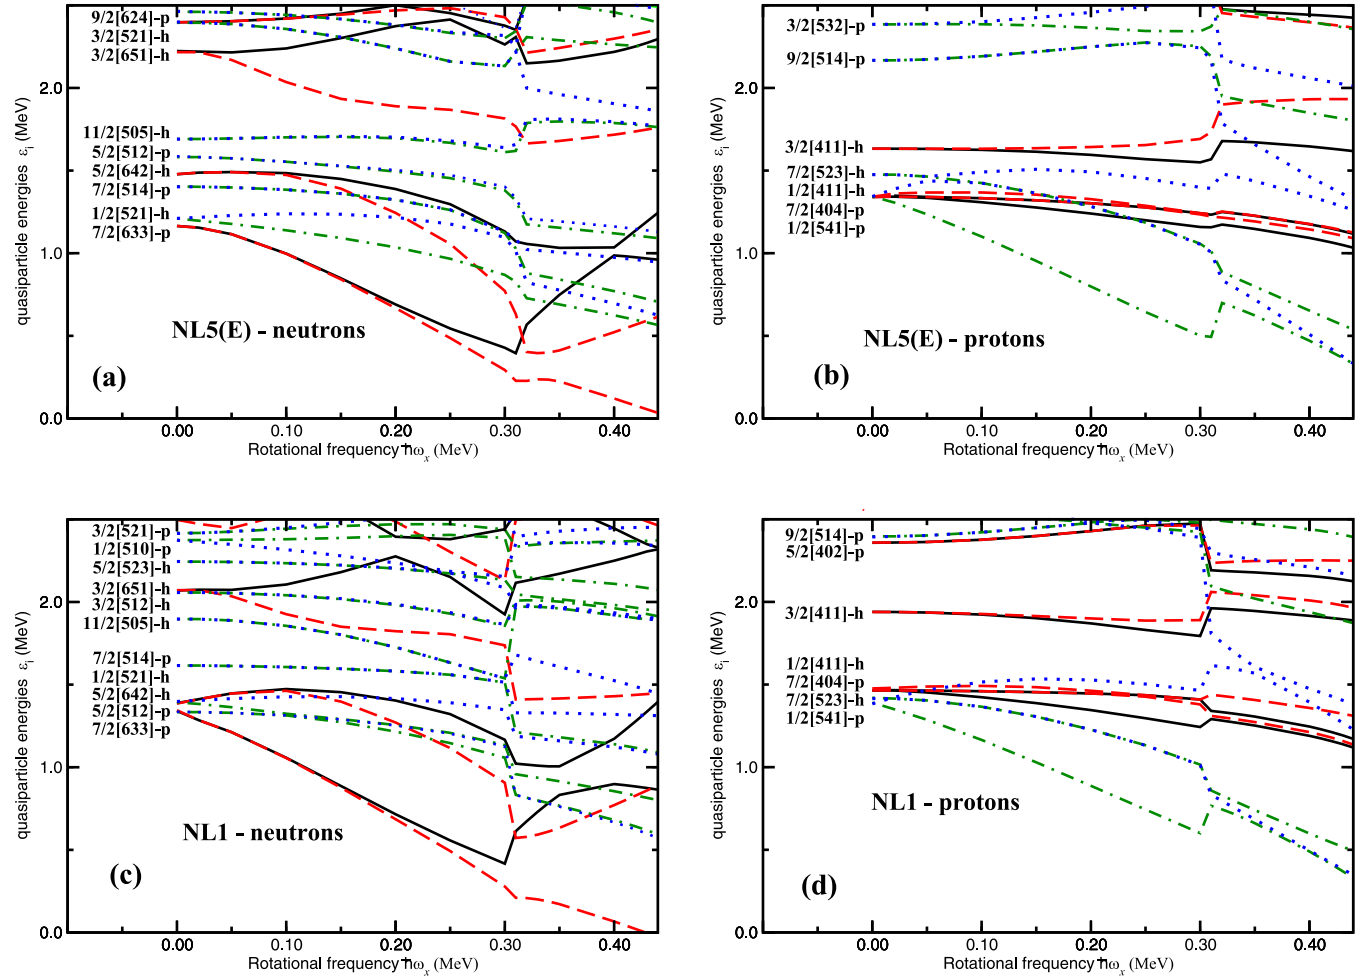 9/2[624]-p
3/2[521]-h
3/2[651]-h
2.0
11/2[505]-h
5/2[512]-p
5/2[642]-h
7/2[514]-p
1/2[521]-h
7/2[633]-p
1.0
0.0
quasiparticle energies ε_i (MeV)
NL5(E) - neutrons
(a)
0.00 0.10 0.20 0.30 0.40
Rotational frequency ħω_x (MeV)
3/2[532]-p
9/2[514]-p
2.0
3/2[411]-h
7/2[523]-h
1/2[411]-h
7/2[404]-p
1/2[541]-p
1.0
0.0
quasiparticle energies ε_i (MeV)
NL5(E) - protons
(b)
0.00 0.10 0.20 0.30 0.40
Rotational frequency ħω_x (MeV)
3/2[521]-p
1/2[510]-p
5/2[523]-h
3/2[651]-h
3/2[512]-h
11/2[505]-h
2.0
7/2[514]-p
1/2[521]-h
5/2[642]-h
5/2[512]-p
7/2[633]-p
1.0
0.0
quasiparticle energies ε_i (MeV)
NL1 - neutrons
(c)
0.00 0.10 0.20 0.30 0.40
Rotational frequency ħω_x (MeV)
9/2[514]-p
5/2[402]-p
2.0
3/2[411]-h
1/2[411]-h
7/2[404]-p
7/2[523]-h
1/2[541]-p
1.0
0.0
quasiparticle energies ε_i (MeV)
NL1 - protons
(d)
0.00 0.10 0.20 0.30 0.40
Rotational frequency ħω_x (MeV)